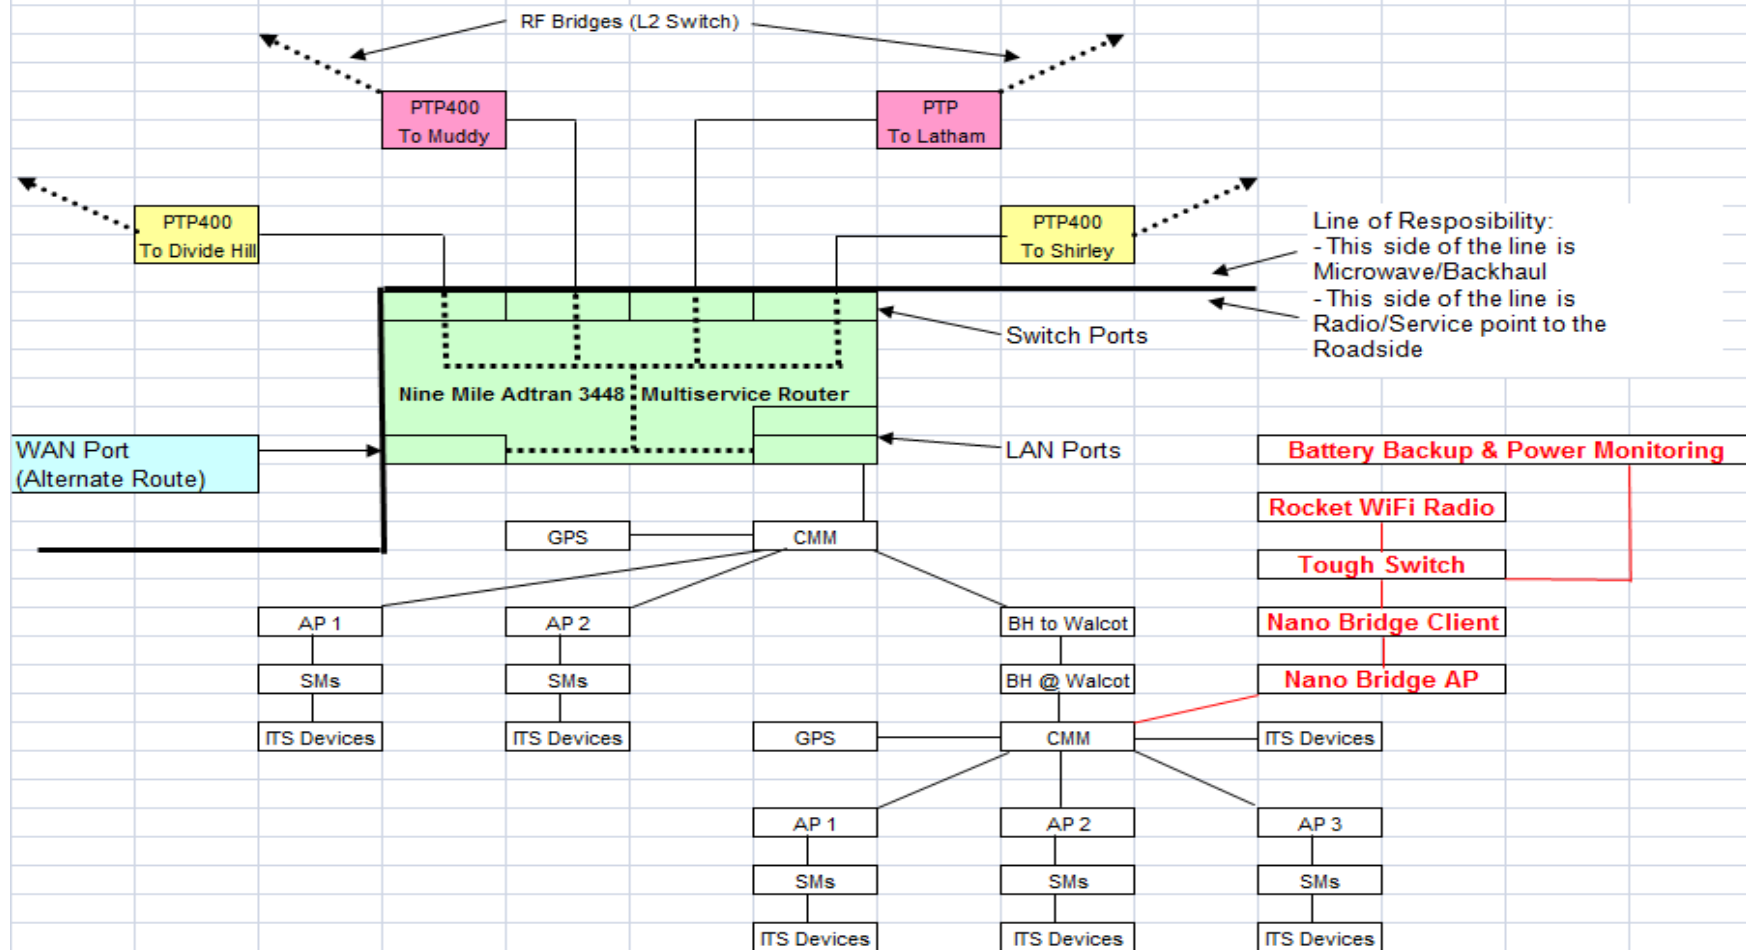 RF Bridges (L2 Switch)
PTP400
To Muddy
PTP
To Latham
PTP400
To Divide Hill
PTP400
To Shirley
Line of Resposibility:
- This side of the line is
Microwave/Backhaul
- This side of the line is
Radio/Service point to the
Roadside
Switch Ports
Nine Mile Adtran 3448 Multiservice Router
WAN Port
(Alternate Route)
LAN Ports
Battery Backup & Power Monitoring
Rocket WiFi Radio
GPS
CMM
Tough Switch
AP 1
AP 2
BH to Walcot
Nano Bridge Client
SMs
SMs
BH @ Walcot
Nano Bridge AP
ITS Devices
ITS Devices
GPS
CMM
ITS Devices
AP 1
AP 2
AP 3
SMs
SMs
SMs
ITS Devices
ITS Devices
ITS Devices